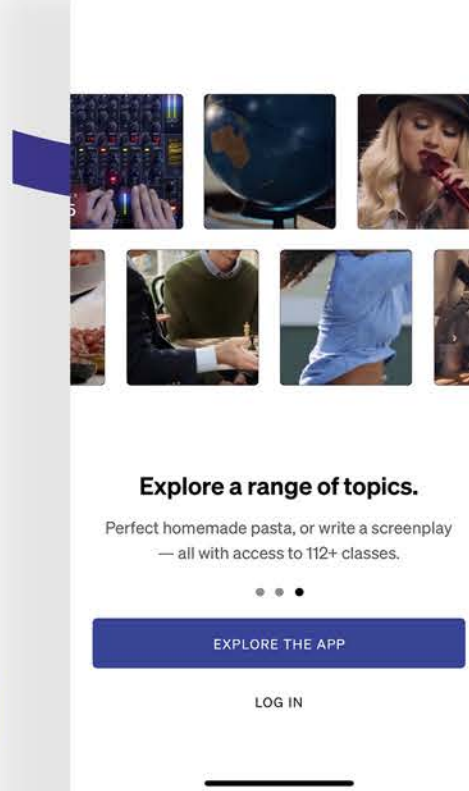 Explore a range of topics.
Perfect homemade pasta, or write a screenplay
— all with access to 112+ classes.
EXPLORE THE APP
LOG IN